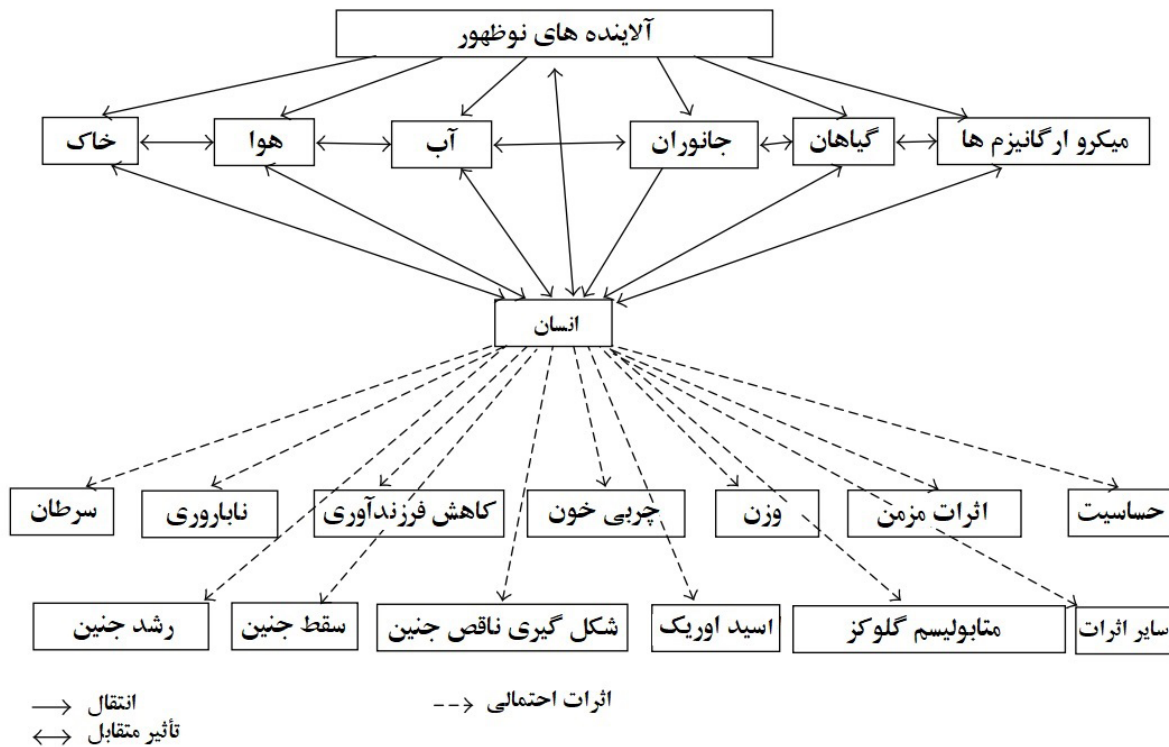 آلاینده های نوظهور
میکرو ارگانیزم ها
گیاهان
جانوران
آب
هوا
خاک
انسان
حساسیت
اثرات مزمن
وزن
چربی خون
کاهش فرزندآوری
ناباروری
سرطان
سایر اثرات
متابولیسم گلوکز
اسید اوریک
شکل گیری ناقص جنین
سقط جنین
رشد جنین
اثرات احتمالی
انتقال
تأثیر متقابل